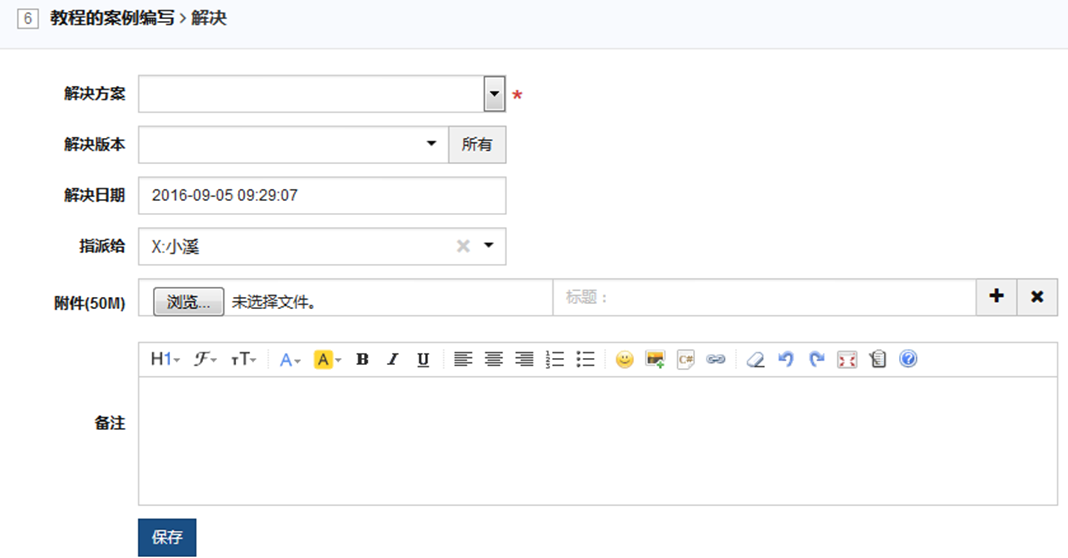 6 教程的案例编写 > 解决
解决方案 *
解决版本 所有
解决日期 2016-09-05 09:29:07
指派给 X:小溪
附件(50M) 浏览... 未选择文件。 标题：
H1 F TT A A B I U C#
备注
保存